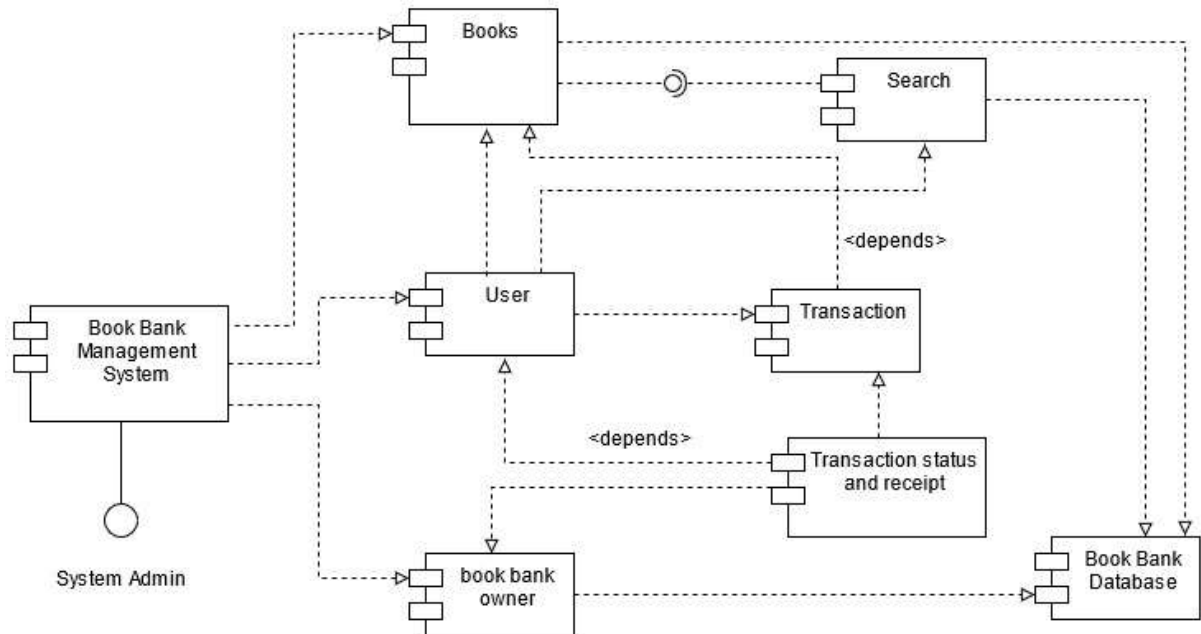 Books
Search
<depends>
User
Transaction
Book Bank
Management
System
<depends>
Transaction status
and receipt
System Admin
book bank
owner
Book Bank
Database